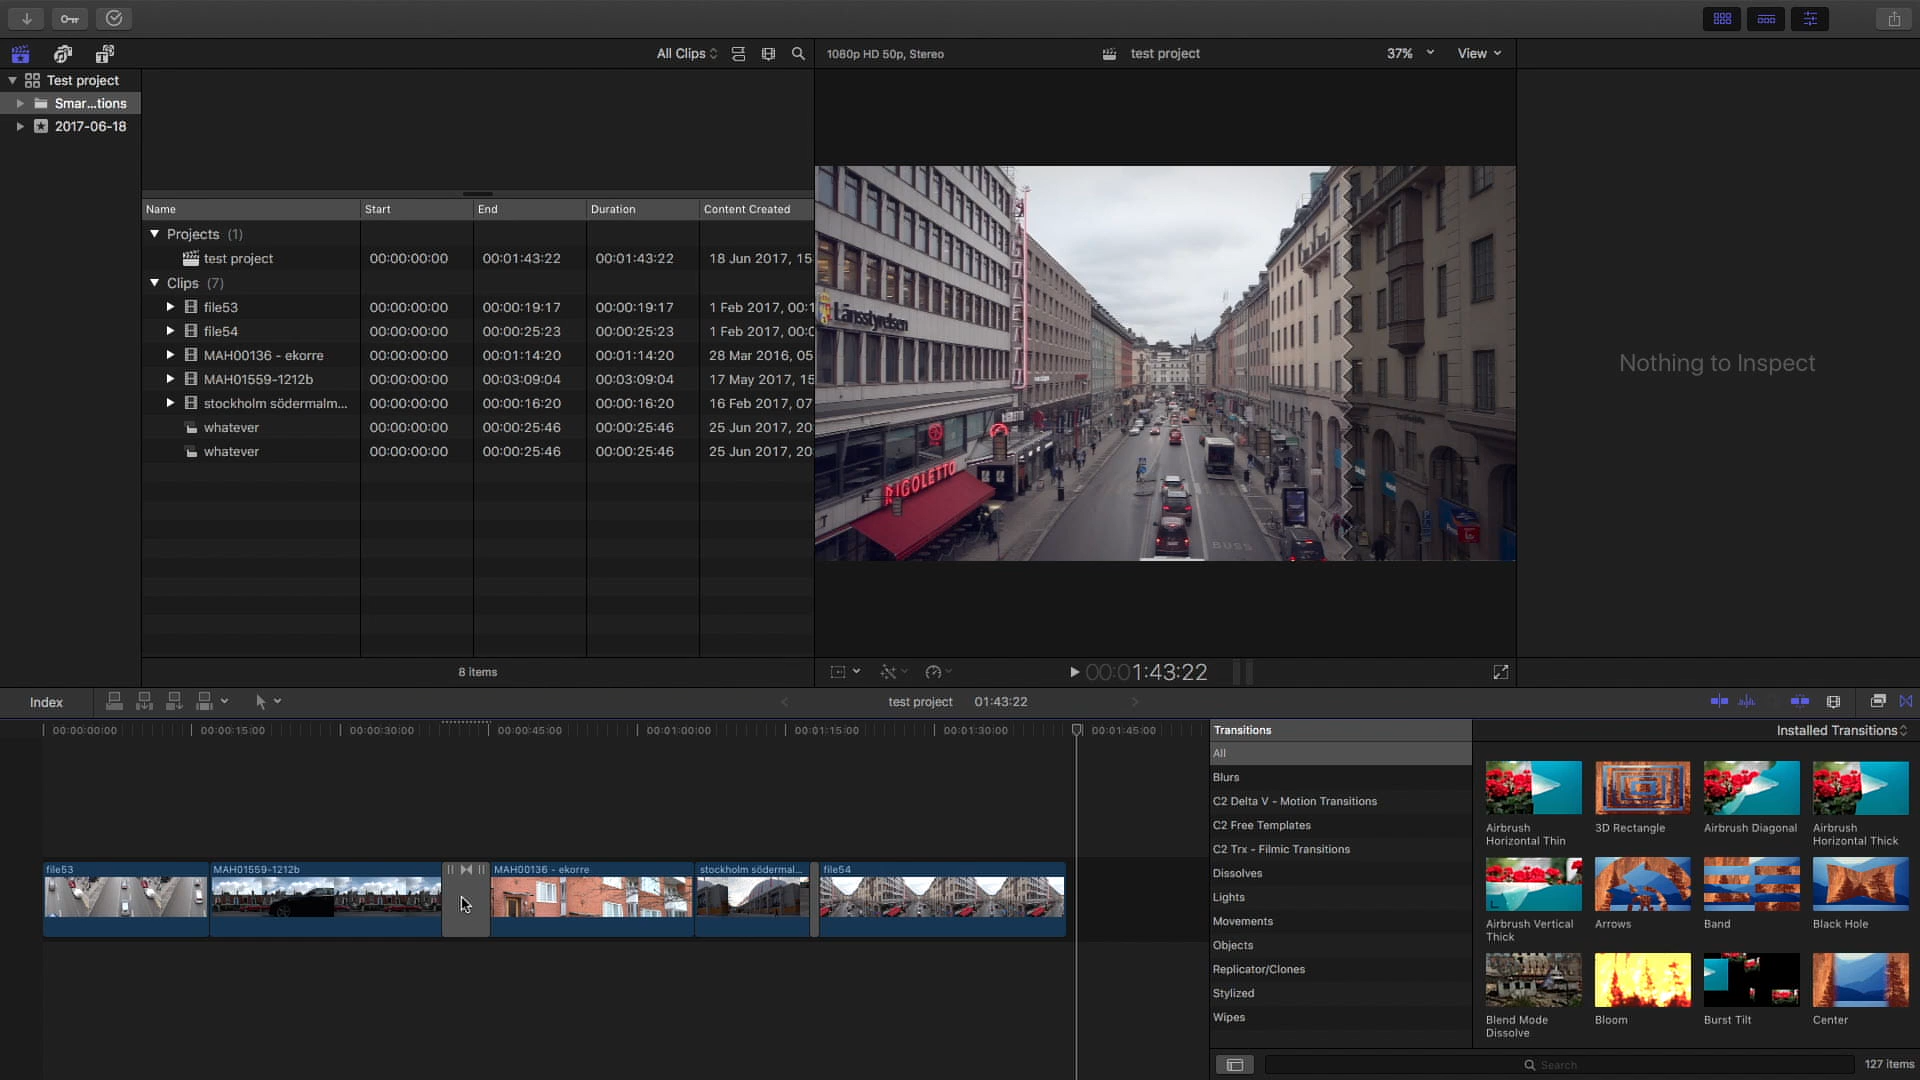 All Clips
1080p HD 50p, Stereo
test project
37%
View
Test project
Smar...tions
2017-06-18
Name Start End Duration Content Created
Projects (1)
test project 00:00:00:00 00:01:43:22 00:01:43:22 18 Jun 2017, 15
Clips (7)
file53 00:00:00:00 00:00:19:17 00:00:19:17 1 Feb 2017, 00:1
file54 00:00:00:00 00:00:25:23 00:00:25:23 1 Feb 2017, 00:0
MAH00136 - ekorre 00:00:00:00 00:01:14:20 00:01:14:20 28 Mar 2016, 05
MAH01559-1212b 00:00:00:00 00:03:09:04 00:03:09:04 17 May 2017, 15
stockholm södermalm... 00:00:00:00 00:00:16:20 00:00:16:20 16 Feb 2017, 07
whatever 00:00:00:00 00:00:25:46 00:00:25:46 25 Jun 2017, 20
whatever 00:00:00:00 00:00:25:46 00:00:25:46 25 Jun 2017, 20
8 items
Länsstyrelsen
RIGOLETTO
RIGOLETTO
BUSS
Nothing to Inspect
00:01:43:22
Index
test project 01:43:22
00:00:00:00 00:00:15:00 00:00:30:00 00:00:45:00 00:01:00:00 00:01:15:00 00:01:30:00 00:01:45:00
file53
MAH01559-1212b
MAH00136 - ekorre
stockholm södermal...
file54
Transitions
All
Blurs
C2 Delta V - Motion Transitions
C2 Free Templates
C2 Trx - Filmic Transitions
Dissolves
Lights
Movements
Objects
Replicator/Clones
Stylized
Wipes
Installed Transitions
Airbrush
Horizontal Thin
3D Rectangle
Airbrush Diagonal
Airbrush
Horizontal Thick
Airbrush Vertical
Thick
Arrows
Band
Black Hole
Blend Mode
Dissolve
Bloom
Burst Tilt
Center
Search
127 items